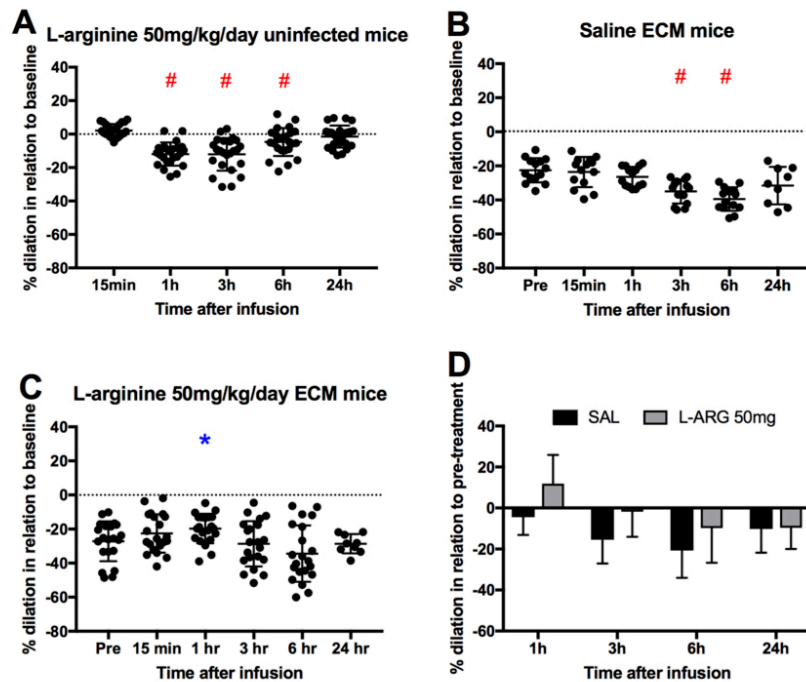 A
L-arginine 50mg/kg/day uninfected mice
% dilation in relation to baseline
40
20
0
-20
-40
-60
-80
# # #
15min 1h 3h 6h 24h
Time after infusion
B
Saline ECM mice
% dilation in relation to baseline
40
20
0
-20
-40
-60
-80
# #
Pre 15min 1h 3h 6h 24h
Time after infusion
C
L-arginine 50mg/kg/day ECM mice
% dilation in relation to baseline
40
20
0
-20
-40
-60
-80
*
Pre 15 min 1 hr 3 hr 6 hr 24 hr
Time after infusion
D
% dilation in relation to pre-treatment
SAL L-ARG 50mg
40
20
0
-20
-40
-60
1h 3h 6h 24h
Time after infusion